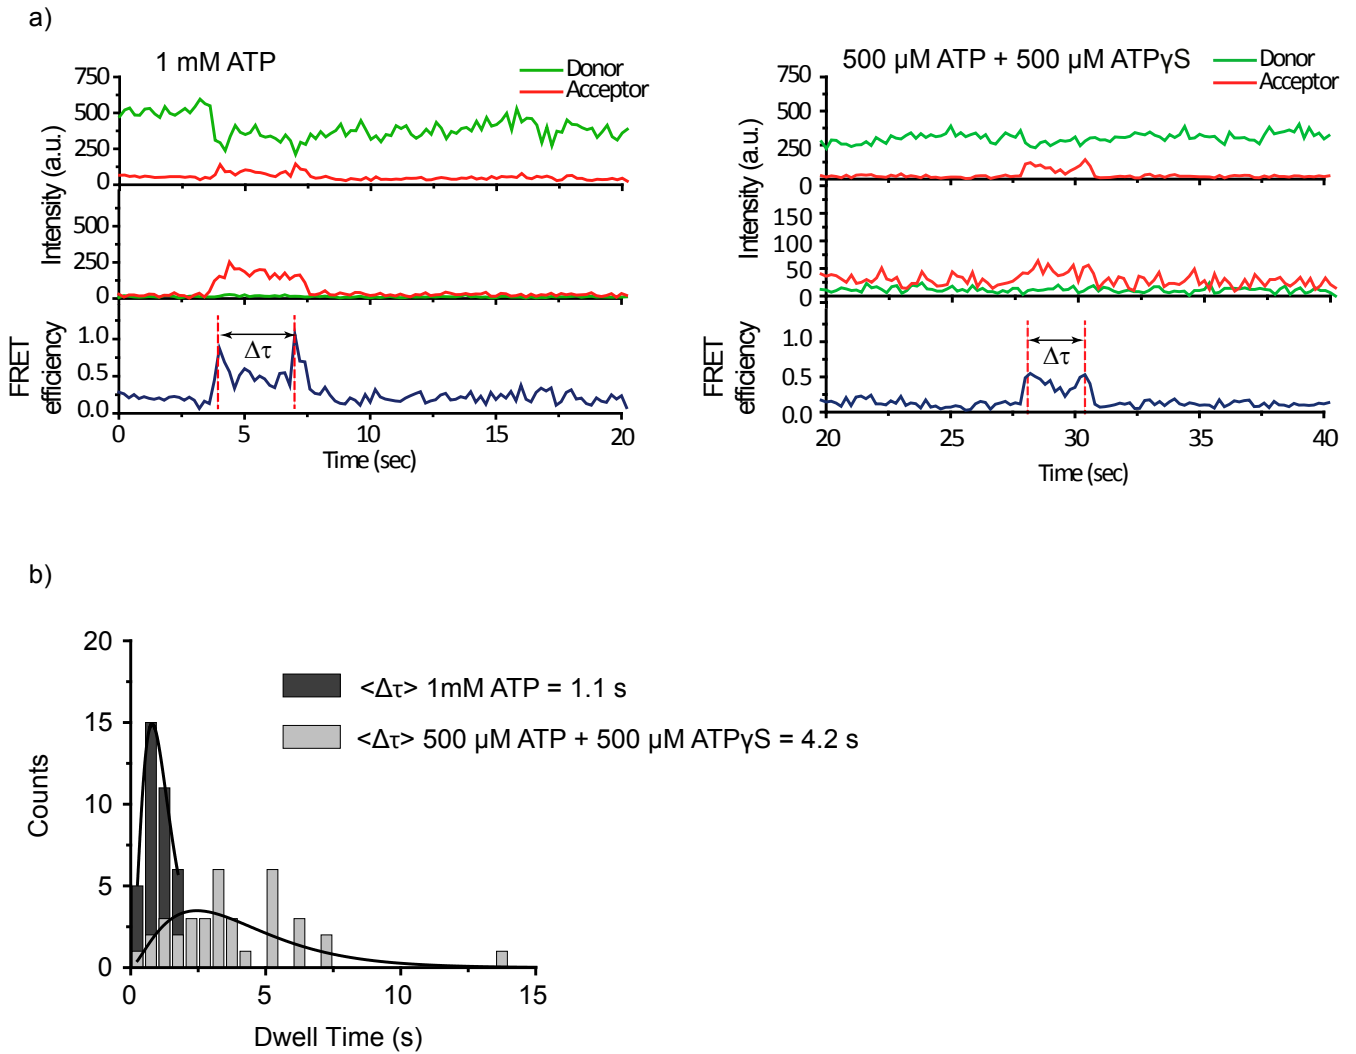 a)
1 mM ATP
Donor
Acceptor
750
500
250
0
500
250
0
Intensity (a.u.)
1.0
0.5
0.0
FRET
efficiency
Δτ
0 5 10 15 20
Time (sec)
500 µM ATP + 500 µM ATPγS
Donor
Acceptor
750
500
250
0
150
100
50
0
Intensity (a.u.)
1.0
0.5
0.0
FRET
efficiency
Δτ
20 25 30 35 40
Time (sec)
b)
20
15
10
5
0
Counts
<Δτ> 1mM ATP = 1.1 s
<Δτ> 500 µM ATP + 500 µM ATPγS = 4.2 s
0 5 10 15
Dwell Time (s)